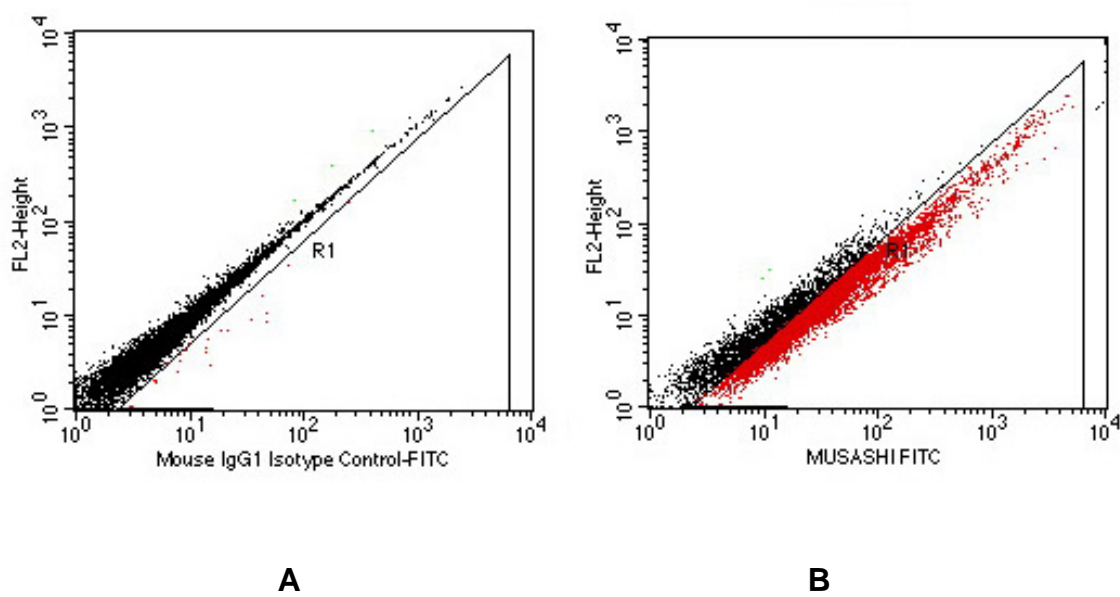 10^4
10^3
10^2
10^1
10^0
FL2-Height
R1
10^0 10^1 10^2 10^3 10^4
Mouse IgG1 Isotype Control-FITC
10^4
10^3
10^2
10^1
10^0
FL2-Height
R1
10^0 10^1 10^2 10^3 10^4
MUSASHI FITC
A
B